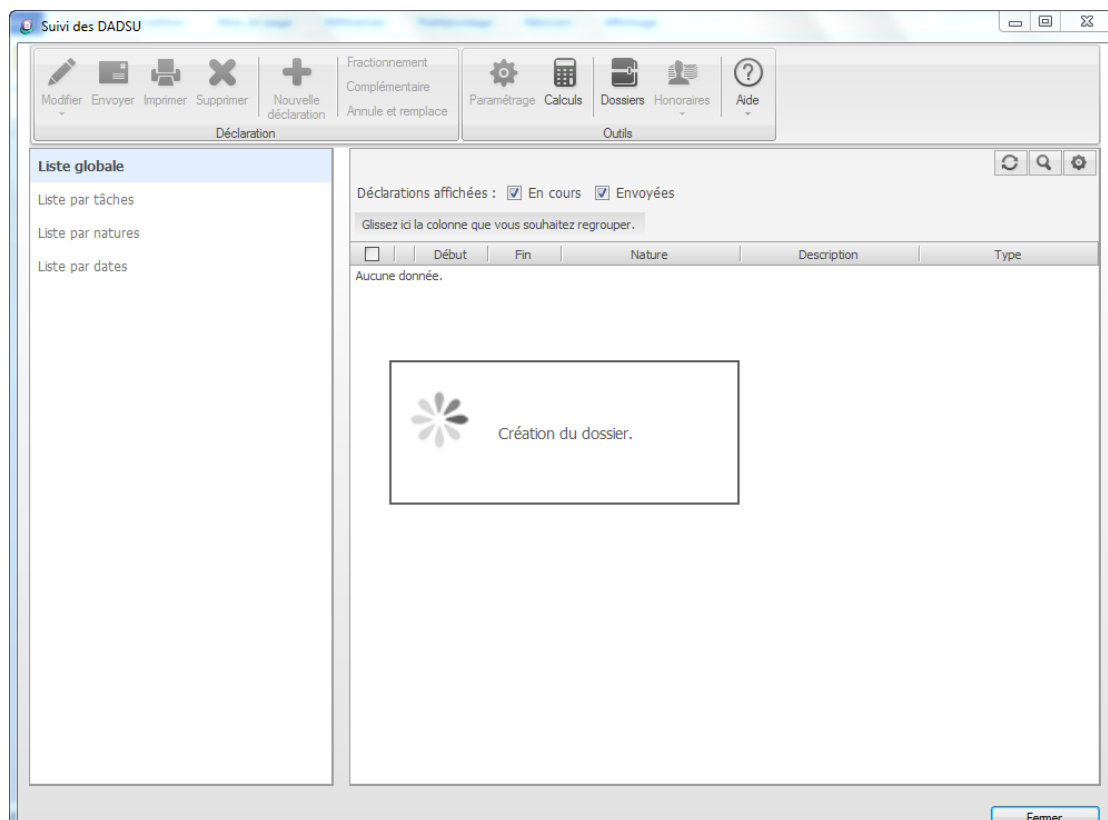 Suivi des DADSU
Modifier Envoyer Imprimer Supprimer Nouvelle déclaration
Fractionnement
Complémentaire
Annule et remplace
Déclaration
Paramétrage Calculs Dossiers Honoraires Aide
Outils
Liste globale
Liste par tâches
Liste par natures
Liste par dates
Déclarations affichées : En cours Envoyées
Glissez ici la colonne que vous souhaitez regrouper.
Début Fin Nature Description Type
Aucune donnée.
Création du dossier.
Fermer